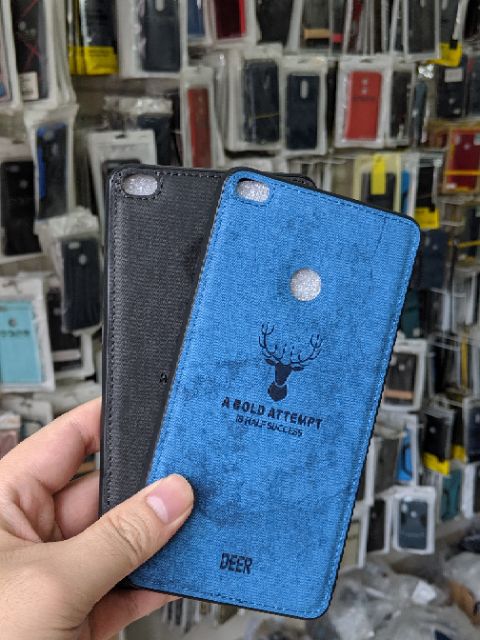 A BOLD ATTEMPT
IS HALF SUCCESS
DEER